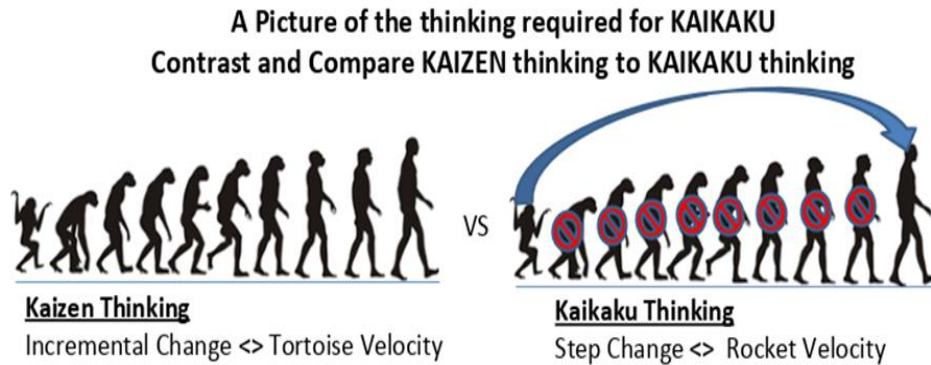 A Picture of the thinking required for KAIKAKU
Contrast and Compare KAIZEN thinking to KAIKAKU thinking
VS
Kaizen Thinking
Incremental Change <> Tortoise Velocity
Kaikaku Thinking
Step Change <> Rocket Velocity